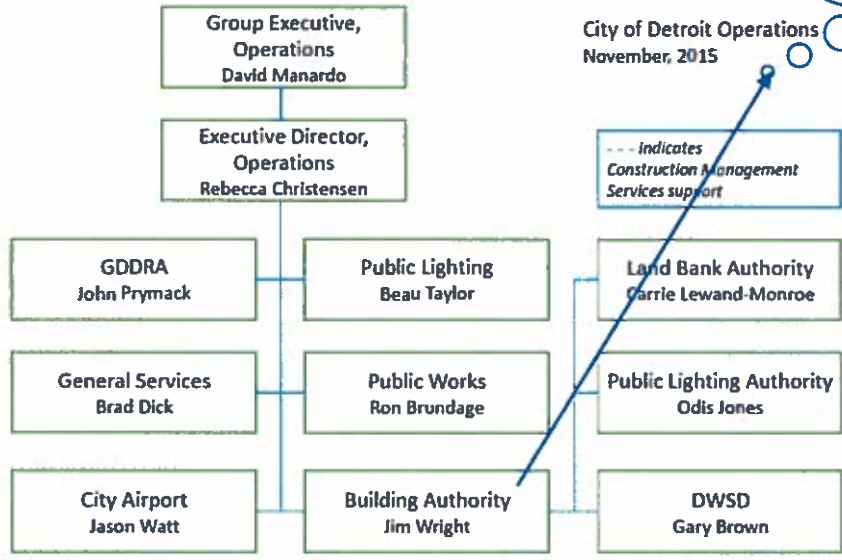 Group Executive,
Operations
David Manardo
City of Detroit Operations
November, 2015
Executive Director,
Operations
Rebecca Christensen
--- indicates
Construction Management
Services support
GDDRA
John Prymack
Public Lighting
Beau Taylor
Land Bank Authority
Carrie Lewand-Monroe
General Services
Brad Dick
Public Works
Ron Brundage
Public Lighting Authority
Odis Jones
City Airport
Jason Watt
Building Authority
Jim Wright
DWSD
Gary Brown